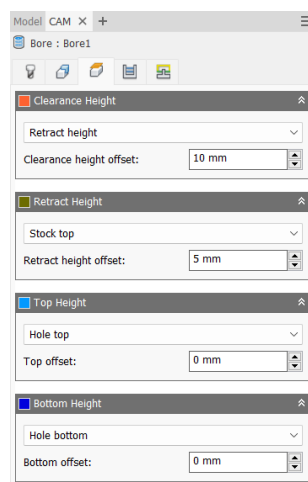 Model CAM × +
Bore : Bore1
Clearance Height
Retract height
Clearance height offset: 10 mm
Retract Height
Stock top
Retract height offset: 5 mm
Top Height
Hole top
Top offset: 0 mm
Bottom Height
Hole bottom
Bottom offset: 0 mm